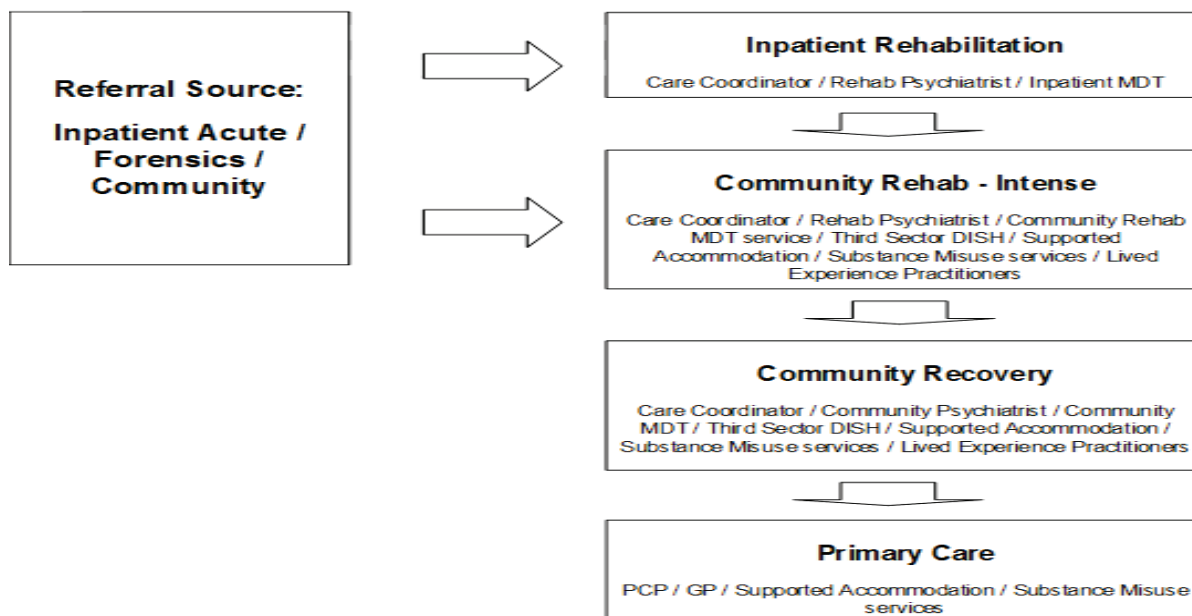 Referral Source:
Inpatient Acute /
Forensics /
Community
Inpatient Rehabilitation
Care Coordinator / Rehab Psychiatrist / Inpatient MDT
Community Rehab - Intense
Care Coordinator / Rehab Psychiatrist / Community Rehab
MDT service / Third Sector DISH / Supported
Accommodation / Substance Misuse services / Lived
Experience Practitioners
Community Recovery
Care Coordinator / Community Psychiatrist / Community
MDT / Third Sector DISH / Supported Accommodation /
Substance Misuse services / Lived Experience Practitioners
Primary Care
PCP / GP / Supported Accommodation / Substance Misuse
services